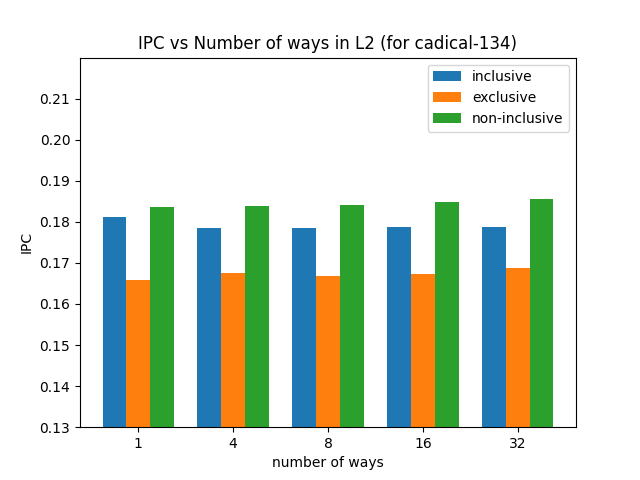 IPC vs Number of ways in L2 (for cadical-134)
inclusive
exclusive
non-inclusive
IPC
0.21
0.20
0.19
0.18
0.17
0.16
0.15
0.14
0.13
1 4 8 16 32
number of ways